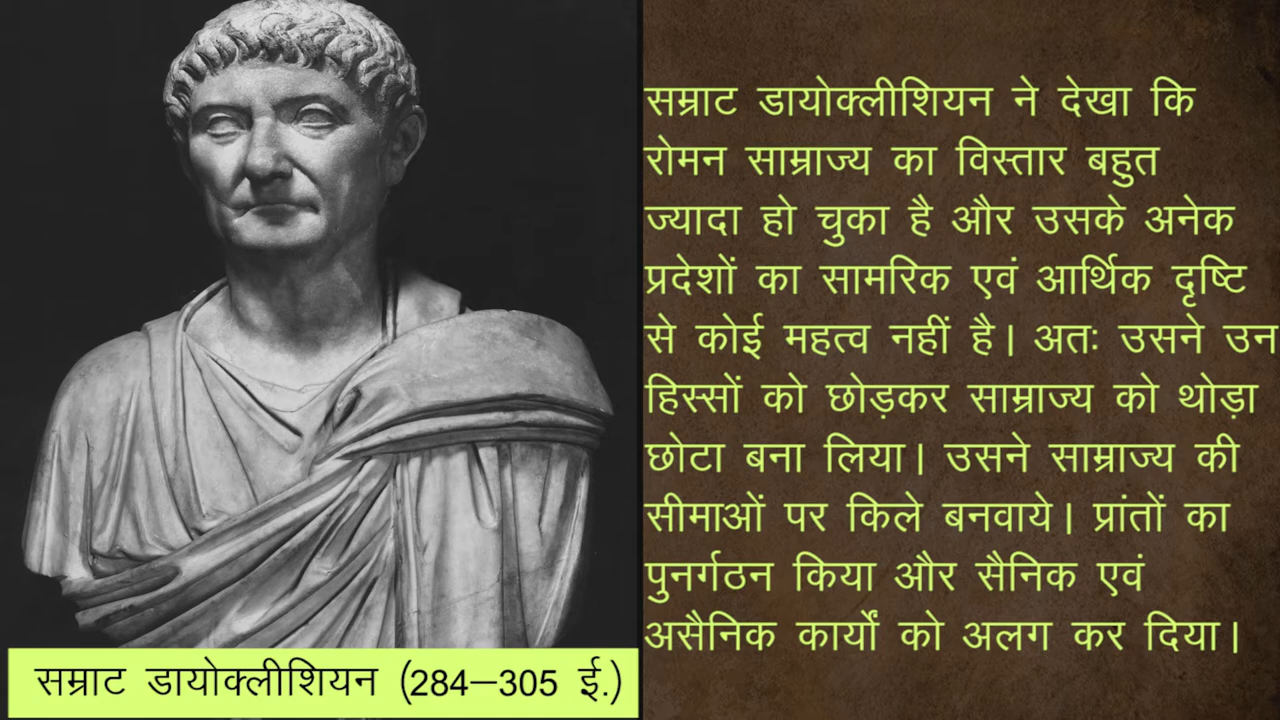 सम्राट डायोक्लीशियन ने देखा कि
रोमन साम्राज्य का विस्तार बहुत
ज्यादा हो चुका है और उसके अनेक
प्रदेशों का सामरिक एवं आर्थिक दृष्टि
से कोई महत्व नहीं है। अतः उसने उन
हिस्सों को छोड़कर साम्राज्य को थोड़ा
छोटा बना लिया। उसने साम्राज्य की
सीमाओं पर किले बनवाये। प्रांतों का
पुनर्गठन किया और सैनिक एवं
असैनिक कार्यों को अलग कर दिया।
सम्राट डायोक्लीशियन (284–305 ई.)